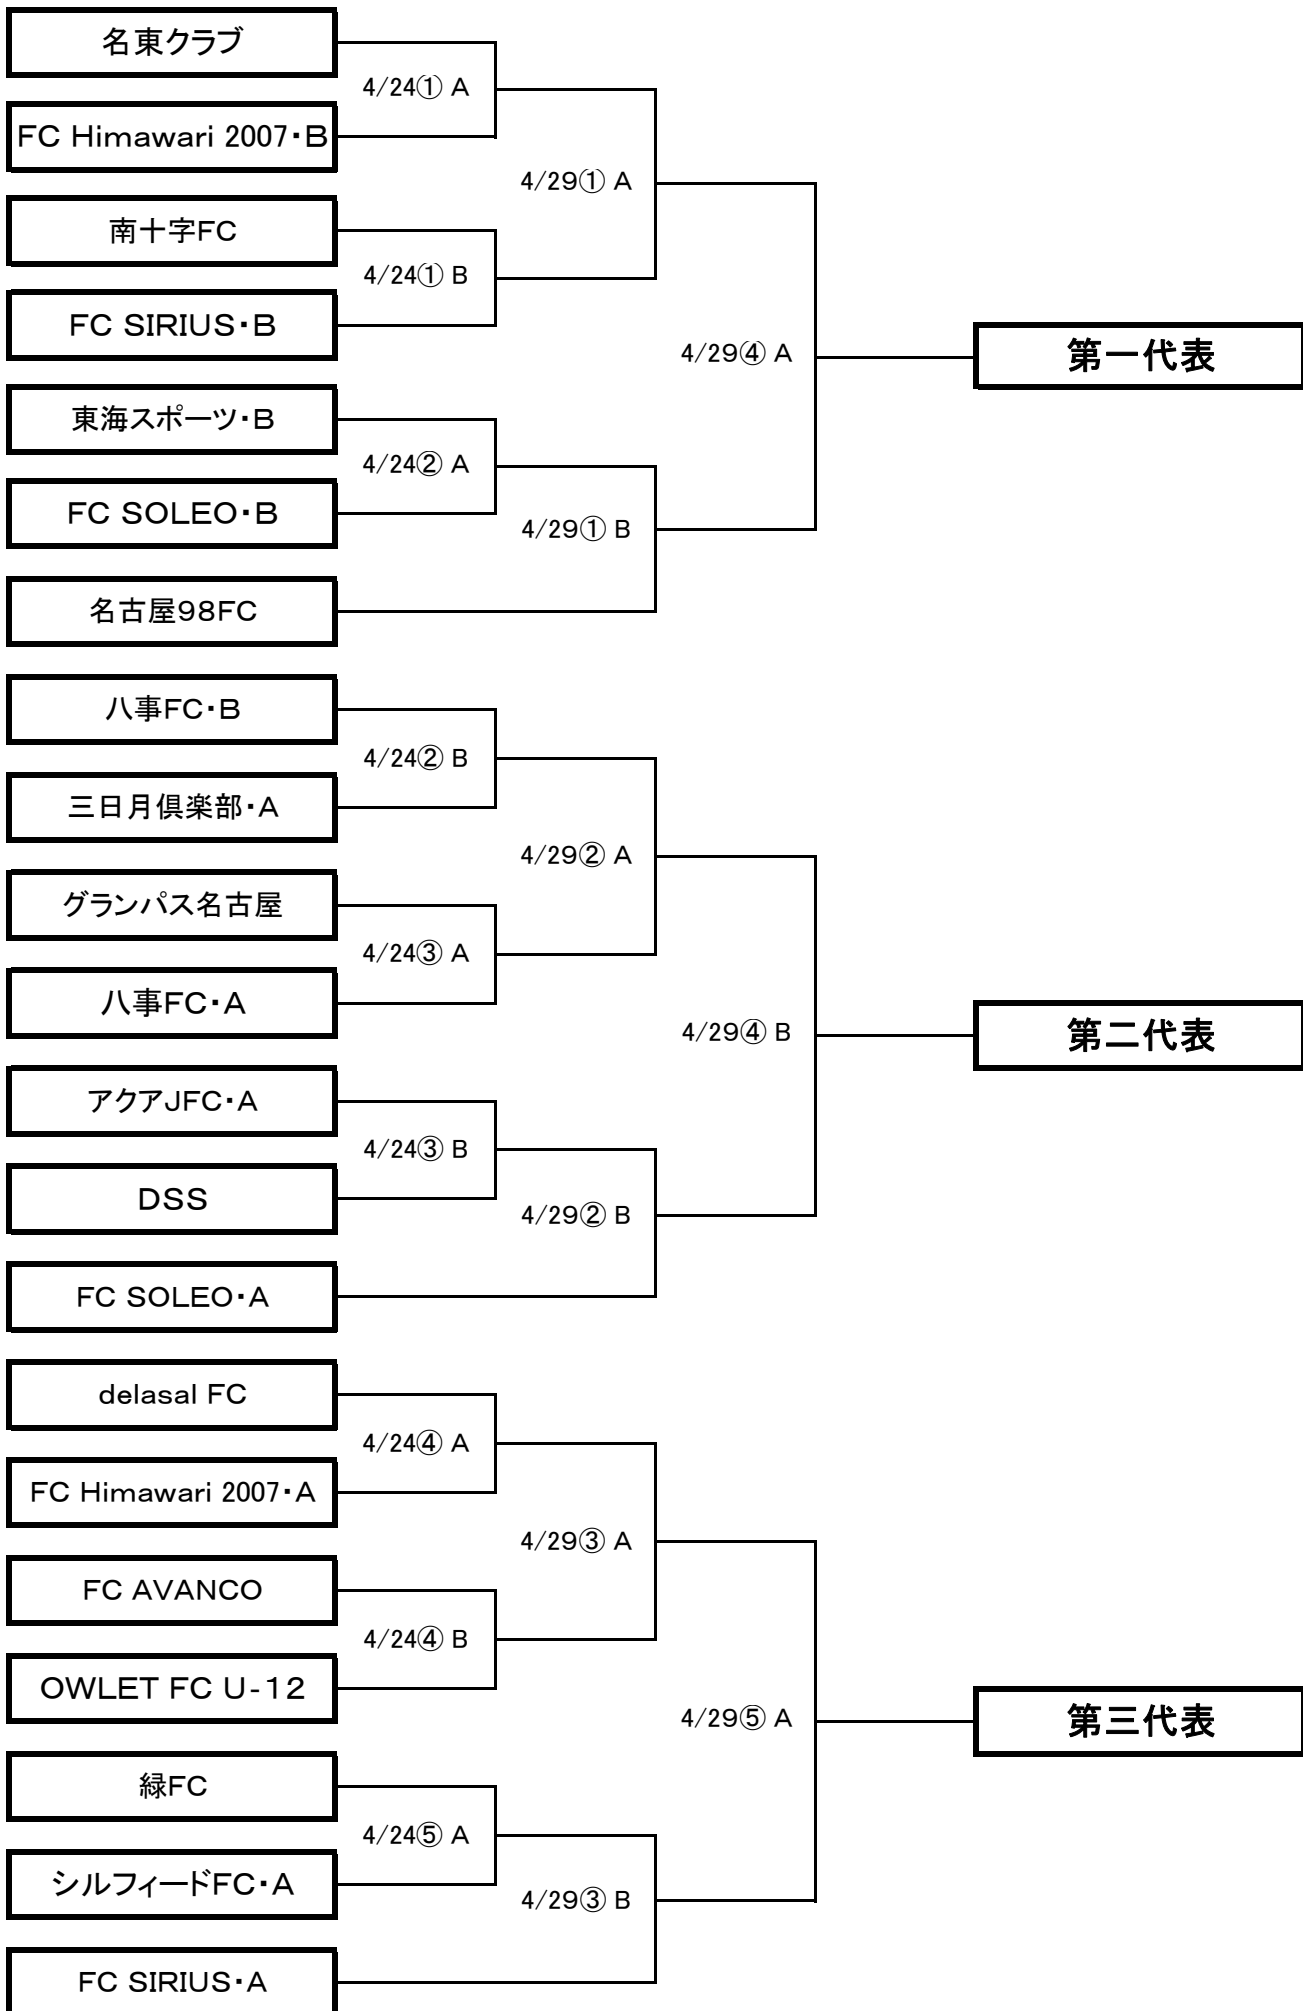 名東クラブ
4/24① A
FC Himawari 2007・B
4/29① A
南十字FC
4/24① B
FC SIRIUS・B
4/29④ A
第一代表
東海スポーツ・B
4/24② A
FC SOLEO・B
4/29① B
名古屋98FC
八事FC・B
4/24② B
三日月倶楽部・A
4/29② A
グランパス名古屋
4/24③ A
八事FC・A
4/29④ B
第二代表
アクアJFC・A
4/24③ B
DSS
4/29② B
FC SOLEO・A
delasal FC
4/24④ A
FC Himawari 2007・A
4/29③ A
FC AVANCO
4/24④ B
OWLET FC U-12
4/29⑤ A
第三代表
緑FC
4/24⑤ A
シルフィードFC・A
4/29③ B
FC SIRIUS・A